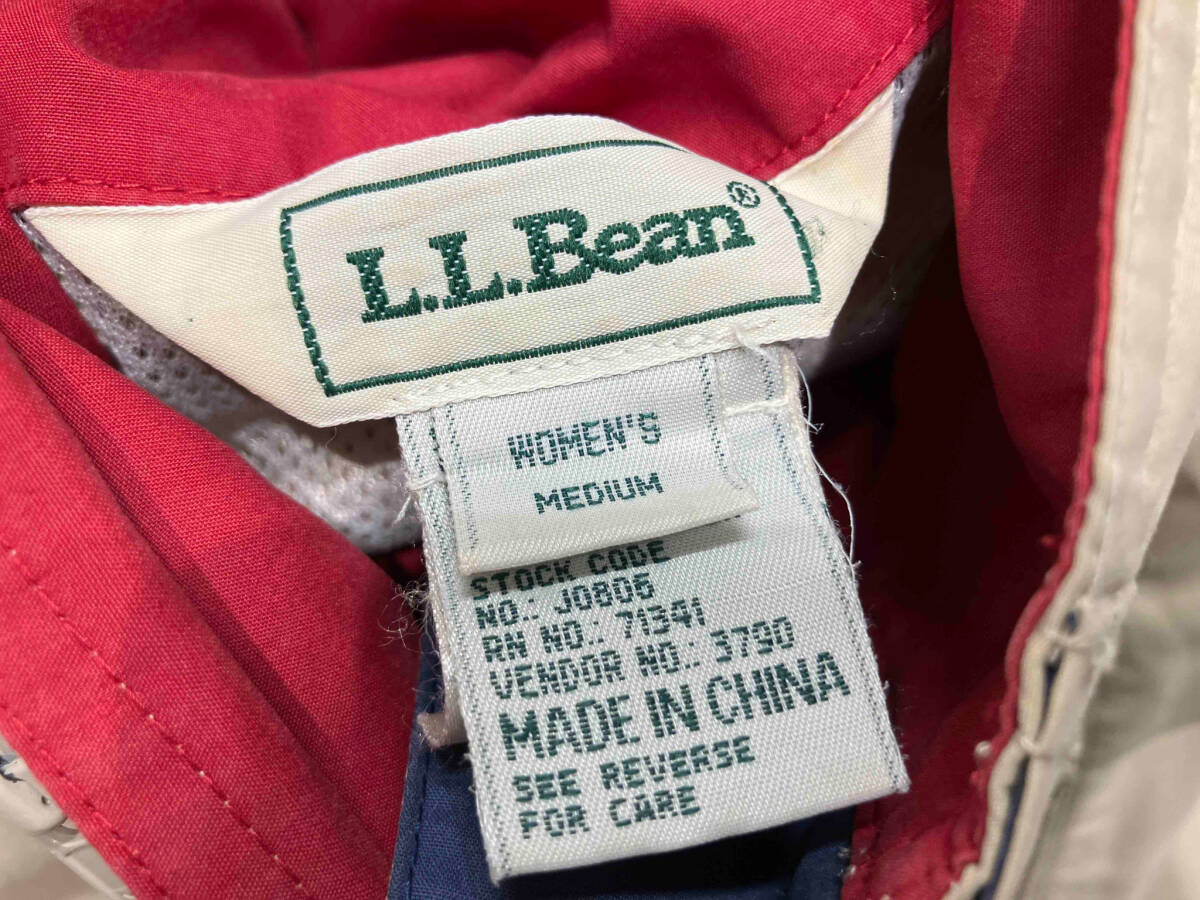 L.L.Bean®
WOMEN'S
MEDIUM
STOCK CODE
NO.: J0806
RN NO.: 71341
VENDOR NO.: 3790
MADE IN CHINA
SEE REVERSE
FOR CARE